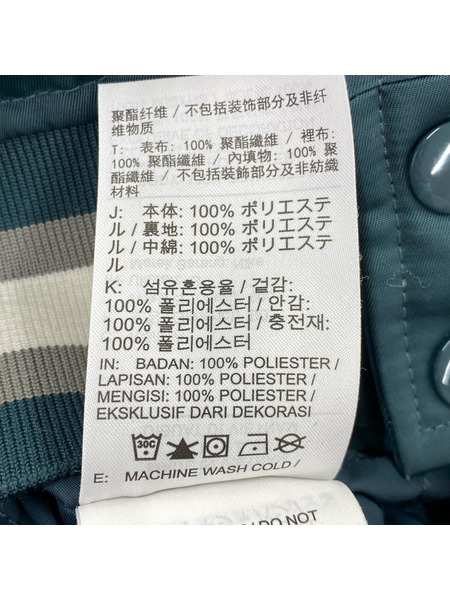 聚酯纤维 / 不包括装饰部分及非纤
维物质
T: 表布: 100% 聚酯纖維 / 裡布:
100% 聚酯纖維 / 內填物: 100% 聚
酯纖維 / 不包括裝飾部分及非紡織
材料
J: 本体: 100% ポリエステ
ル / 裏地: 100% ポリエステ
ル / 中綿: 100% ポリエステ
ル
K: 섬유혼용율 / 겉감:
100% 폴리에스터 / 안감:
100% 폴리에스터 / 충전재:
100% 폴리에스터
IN: BADAN: 100% POLIESTER /
LAPISAN: 100% POLIESTER /
MENGISI: 100% POLIESTER /
EKSKLUSIF DARI DEKORASI
30C
E: MACHINE WASH COLD /
DO NOT